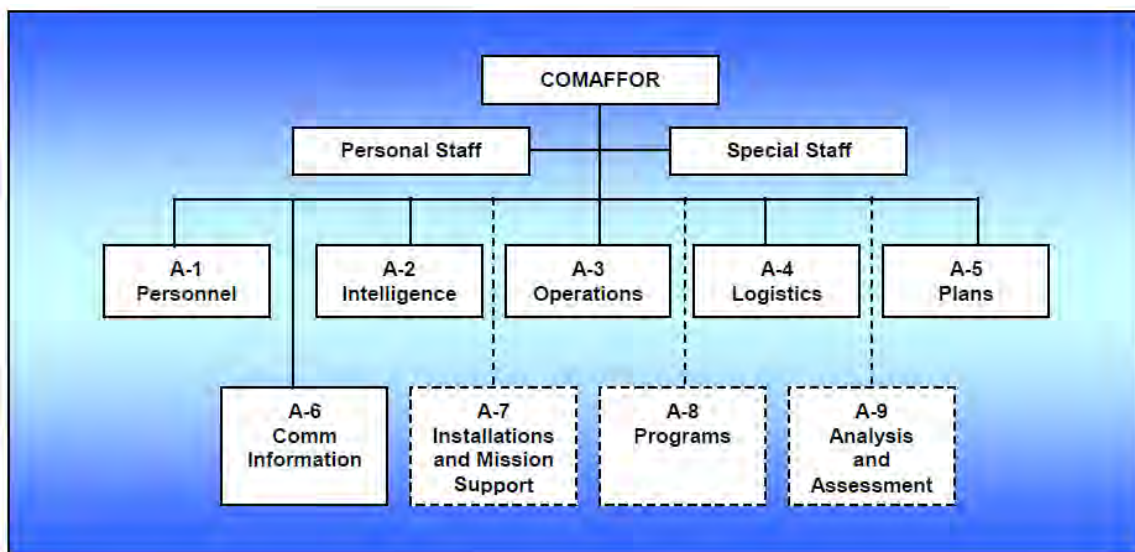 COMAFFOR
Personal Staff
Special Staff
A-1
Personnel
A-2
Intelligence
A-3
Operations
A-4
Logistics
A-5
Plans
A-6
Comm
Information
A-7
Installations
and Mission
Support
A-8
Programs
A-9
Analysis
and
Assessment